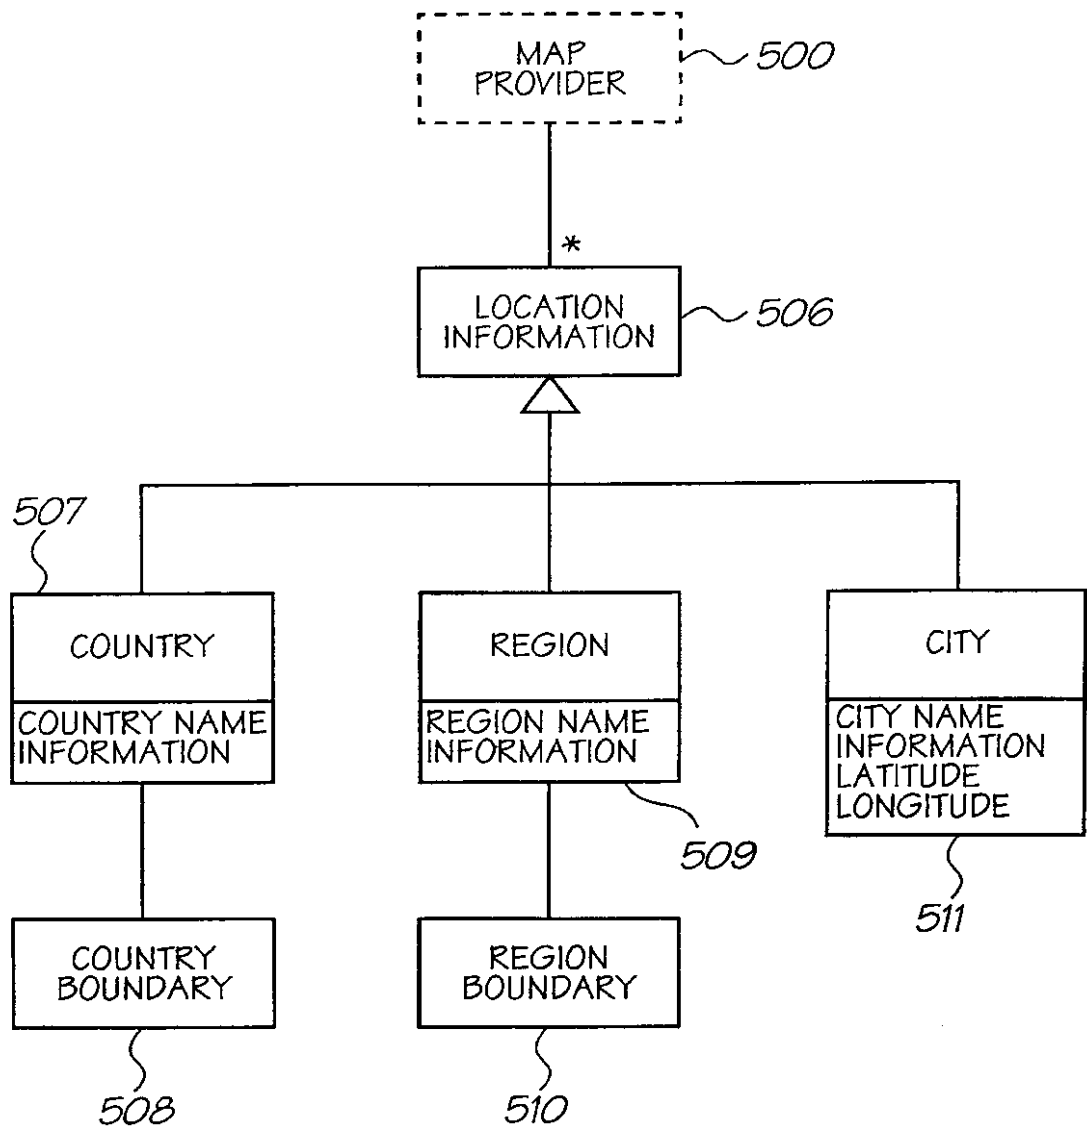 MAP
PROVIDER
500
*
LOCATION
INFORMATION
506
507
COUNTRY
COUNTRY NAME
INFORMATION
REGION
REGION NAME
INFORMATION
509
CITY
CITY NAME
INFORMATION
LATITUDE
LONGITUDE
511
COUNTRY
BOUNDARY
508
REGION
BOUNDARY
510